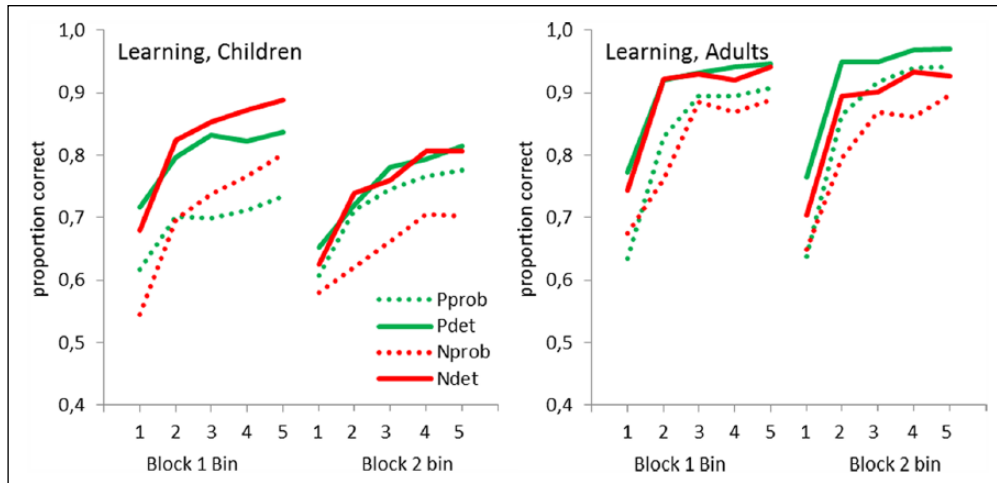 Learning, Children
proportion correct
1,0
0,9
0,8
0,7
0,6
0,5
0,4
1 2 3 4 5 1 2 3 4 5
Block 1 Bin Block 2 bin
Pprob
Pdet
Nprob
Ndet
Learning, Adults
proportion correct
1,0
0,9
0,8
0,7
0,6
0,5
0,4
1 2 3 4 5 1 2 3 4 5
Block 1 Bin Block 2 bin